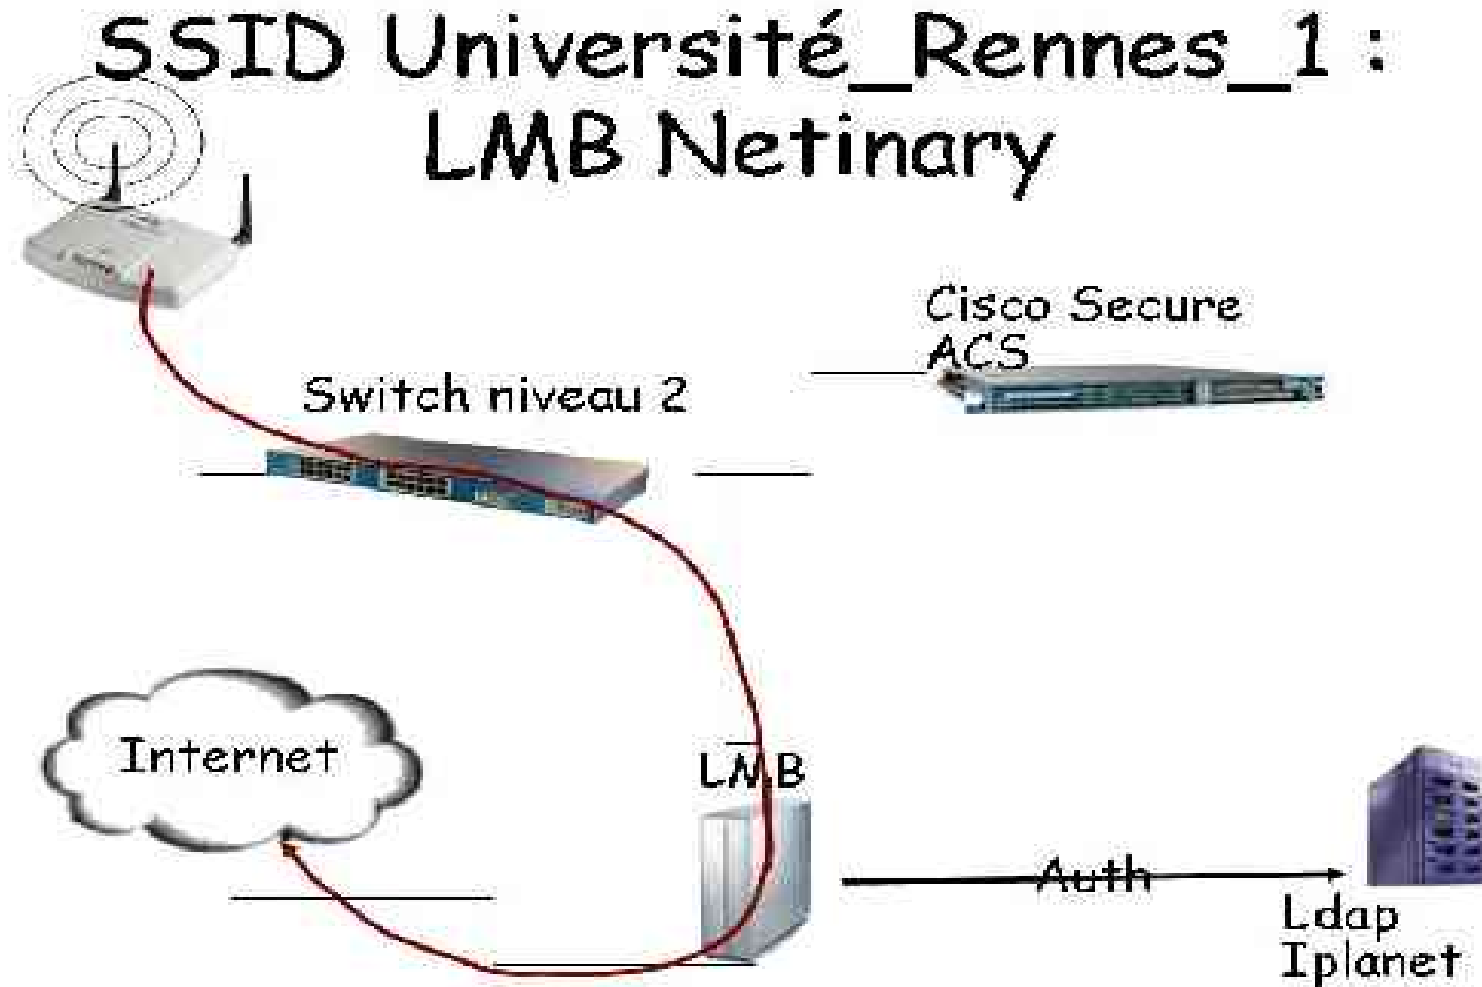 SSID Université_Rennes_1 :
LMB Netinary
Cisco Secure
ACS
Switch niveau 2
Internet
LMB
Auth
Ldap
Iplanet